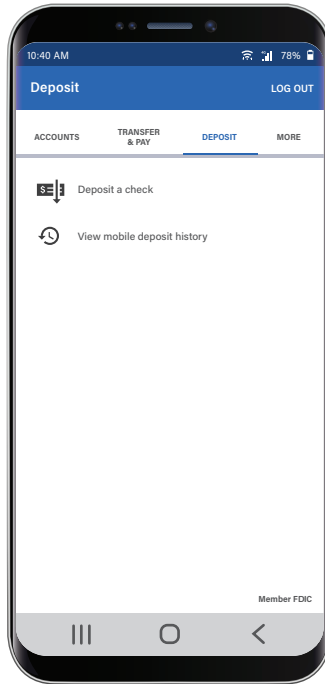 10:40 AM 78%
Deposit LOG OUT
ACCOUNTS TRANSFER & PAY DEPOSIT MORE
Deposit a check
View mobile deposit history
Member FDIC